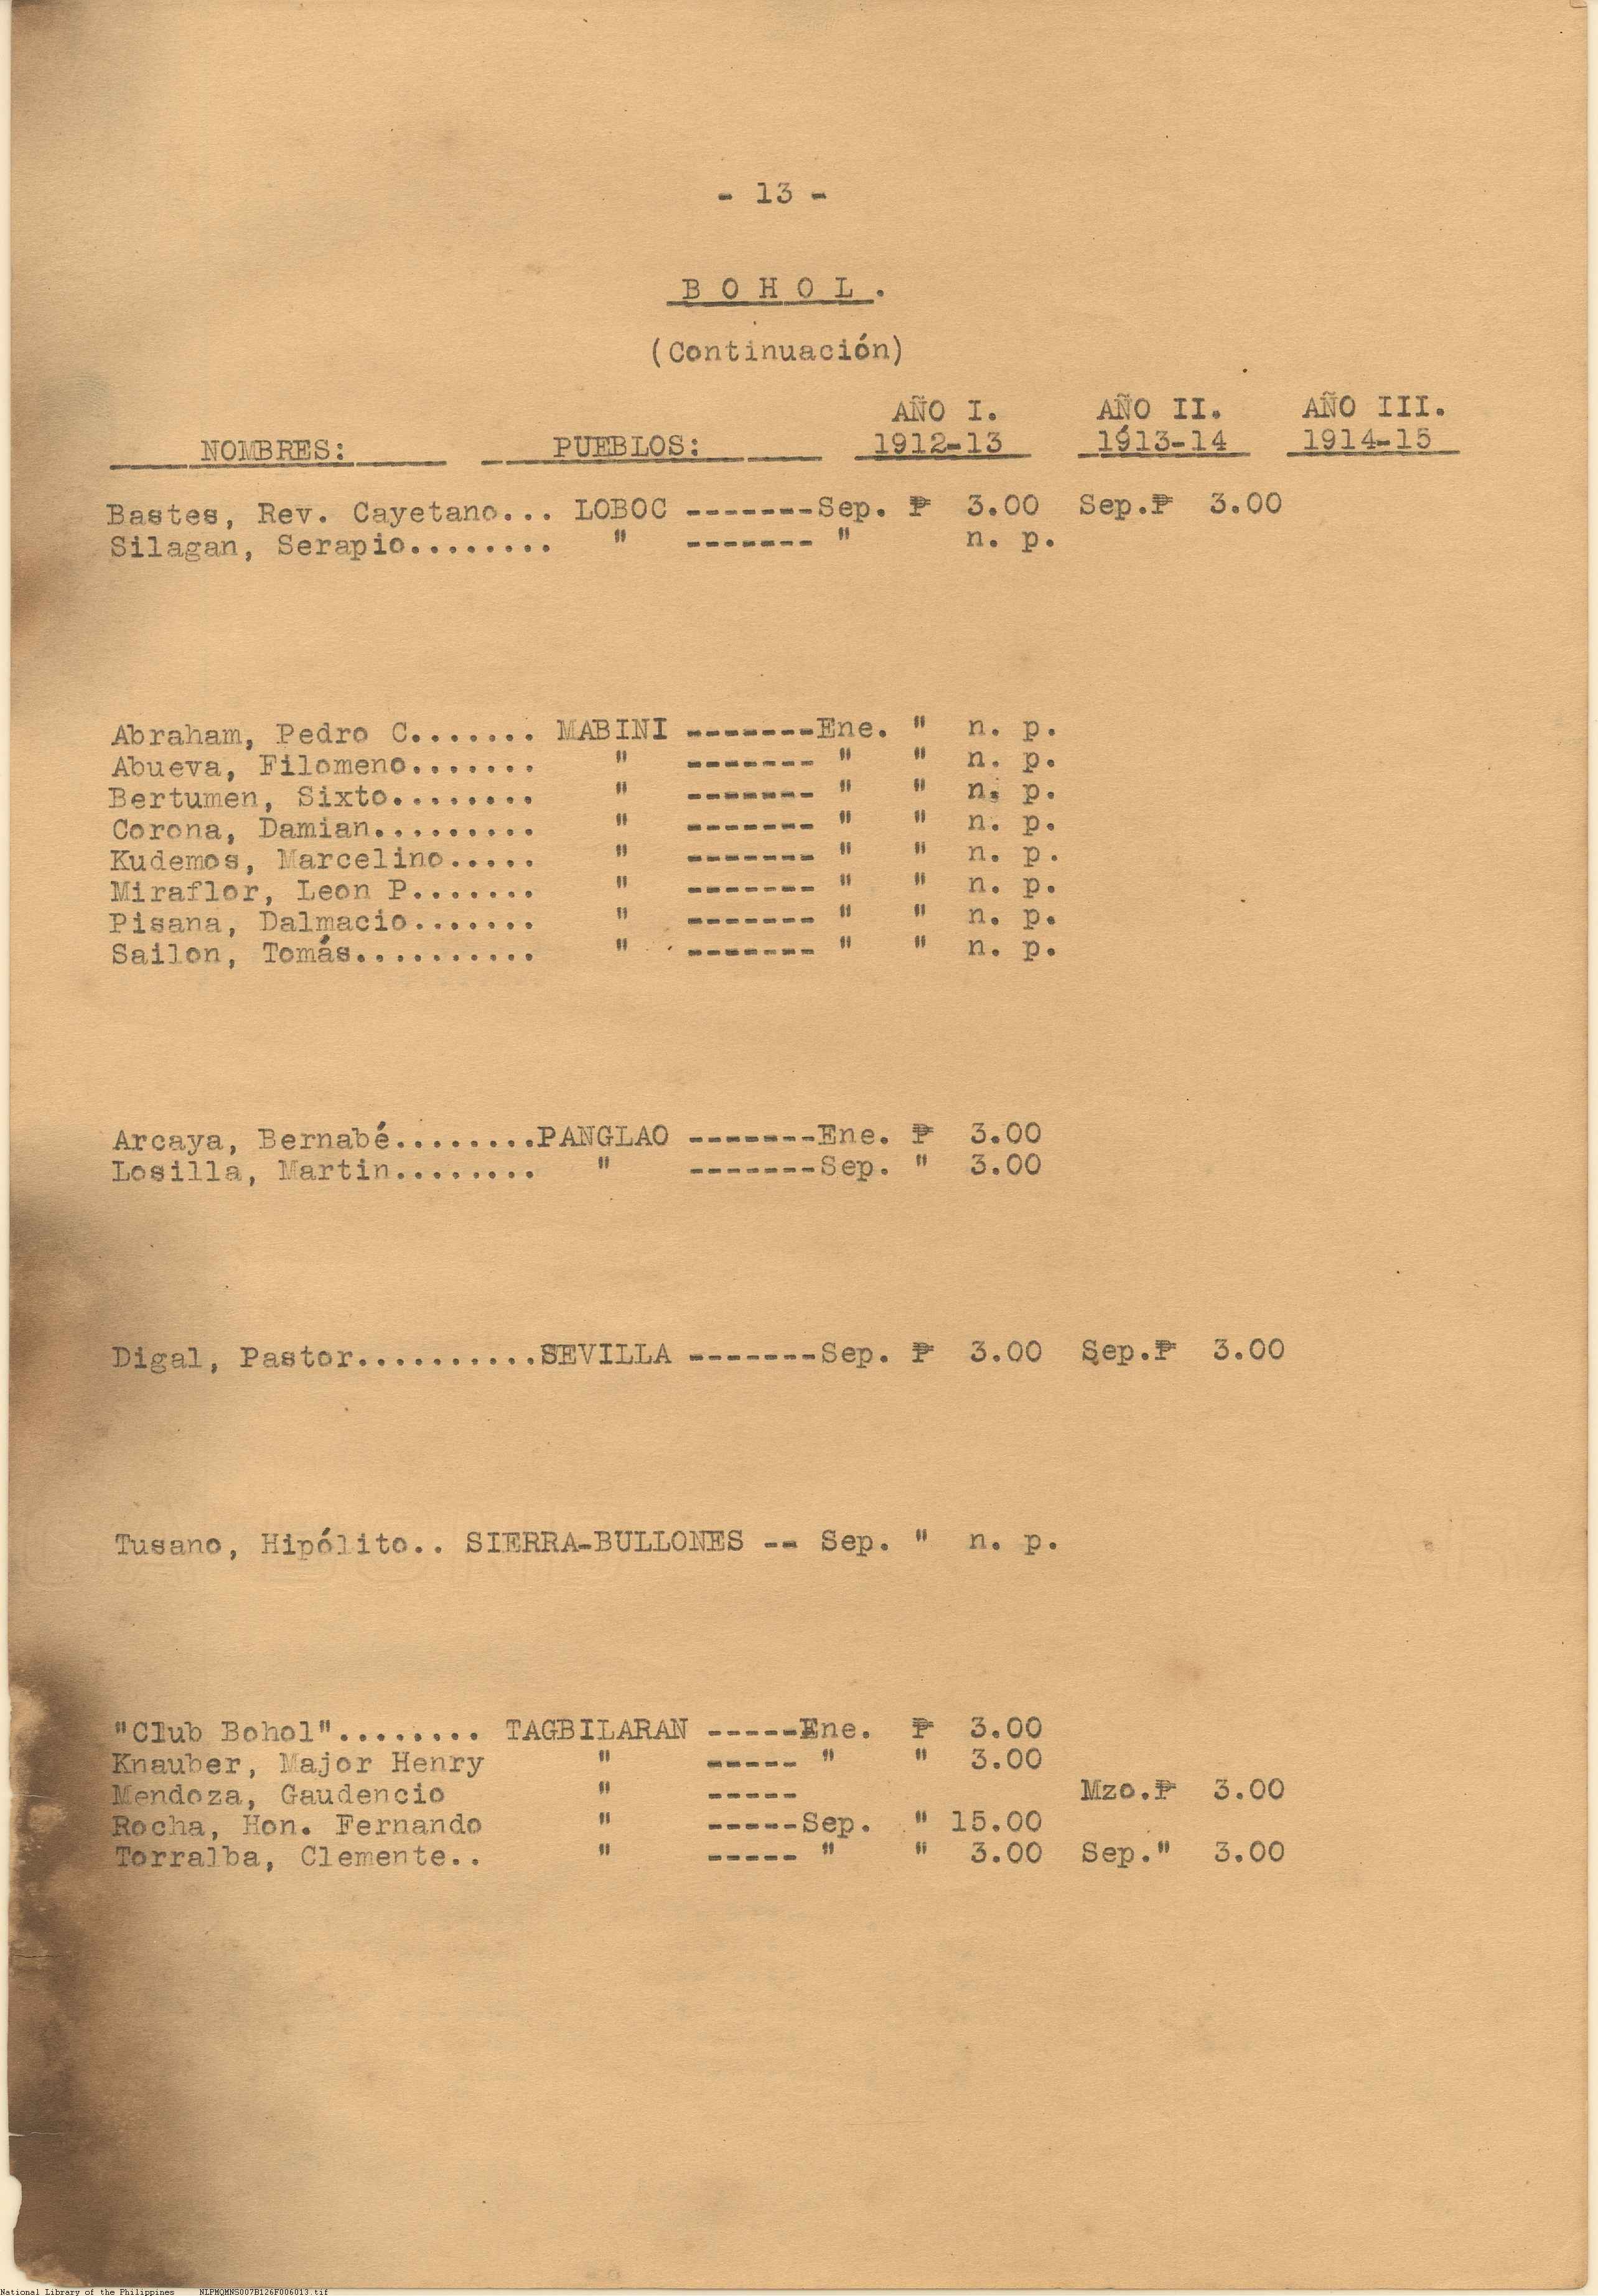 - 13 -
B O H O L .
(Continuación)
AÑO I. AÑO II. AÑO III.
NOMBRES: PUEBLOS: 1912-13 1913-14 1914-15
Bastes, Rev. Cayetano... LOBOC -------Sep. ₱ 3.00 Sep.₱ 3.00
Silagan, Serapio........ " ------- " n. p.
Abraham, Pedro C....... MABINI -------Ene. " n. p.
Abueva, Filomeno....... " ------- " " n. p.
Bertumen, Sixto........ " ------- " " n. p.
Corona, Damian......... " ------- " " n. p.
Kudemos, Marcelino..... " ------- " " n. p.
Miraflor, Leon P....... " ------- " " n. p.
Pisana, Dalmacio....... " ------- " " n. p.
Sailon, Tomás.......... " ------- " " n. p.
Arcaya, Bernabé........PANGLAO -------Ene. ₱ 3.00
Losilla, Martin........ " -------Sep. " 3.00
Digal, Pastor..........SEVILLA -------Sep. ₱ 3.00 Sep.₱ 3.00
Tusano, Hipólito.. SIERRA-BULLONES -- Sep. " n. p.
"Club Bohol"........ TAGBILARAN -----Ene. ₱ 3.00
Knauber, Major Henry " ----- " " 3.00
Mendoza, Gaudencio " ----- Mzo.₱ 3.00
Rocha, Hon. Fernando " -----Sep. " 15.00
Torralba, Clemente.. " ----- " " 3.00 Sep." 3.00
National Library of the Philippines NLPMQMNS007B126F006013.tif